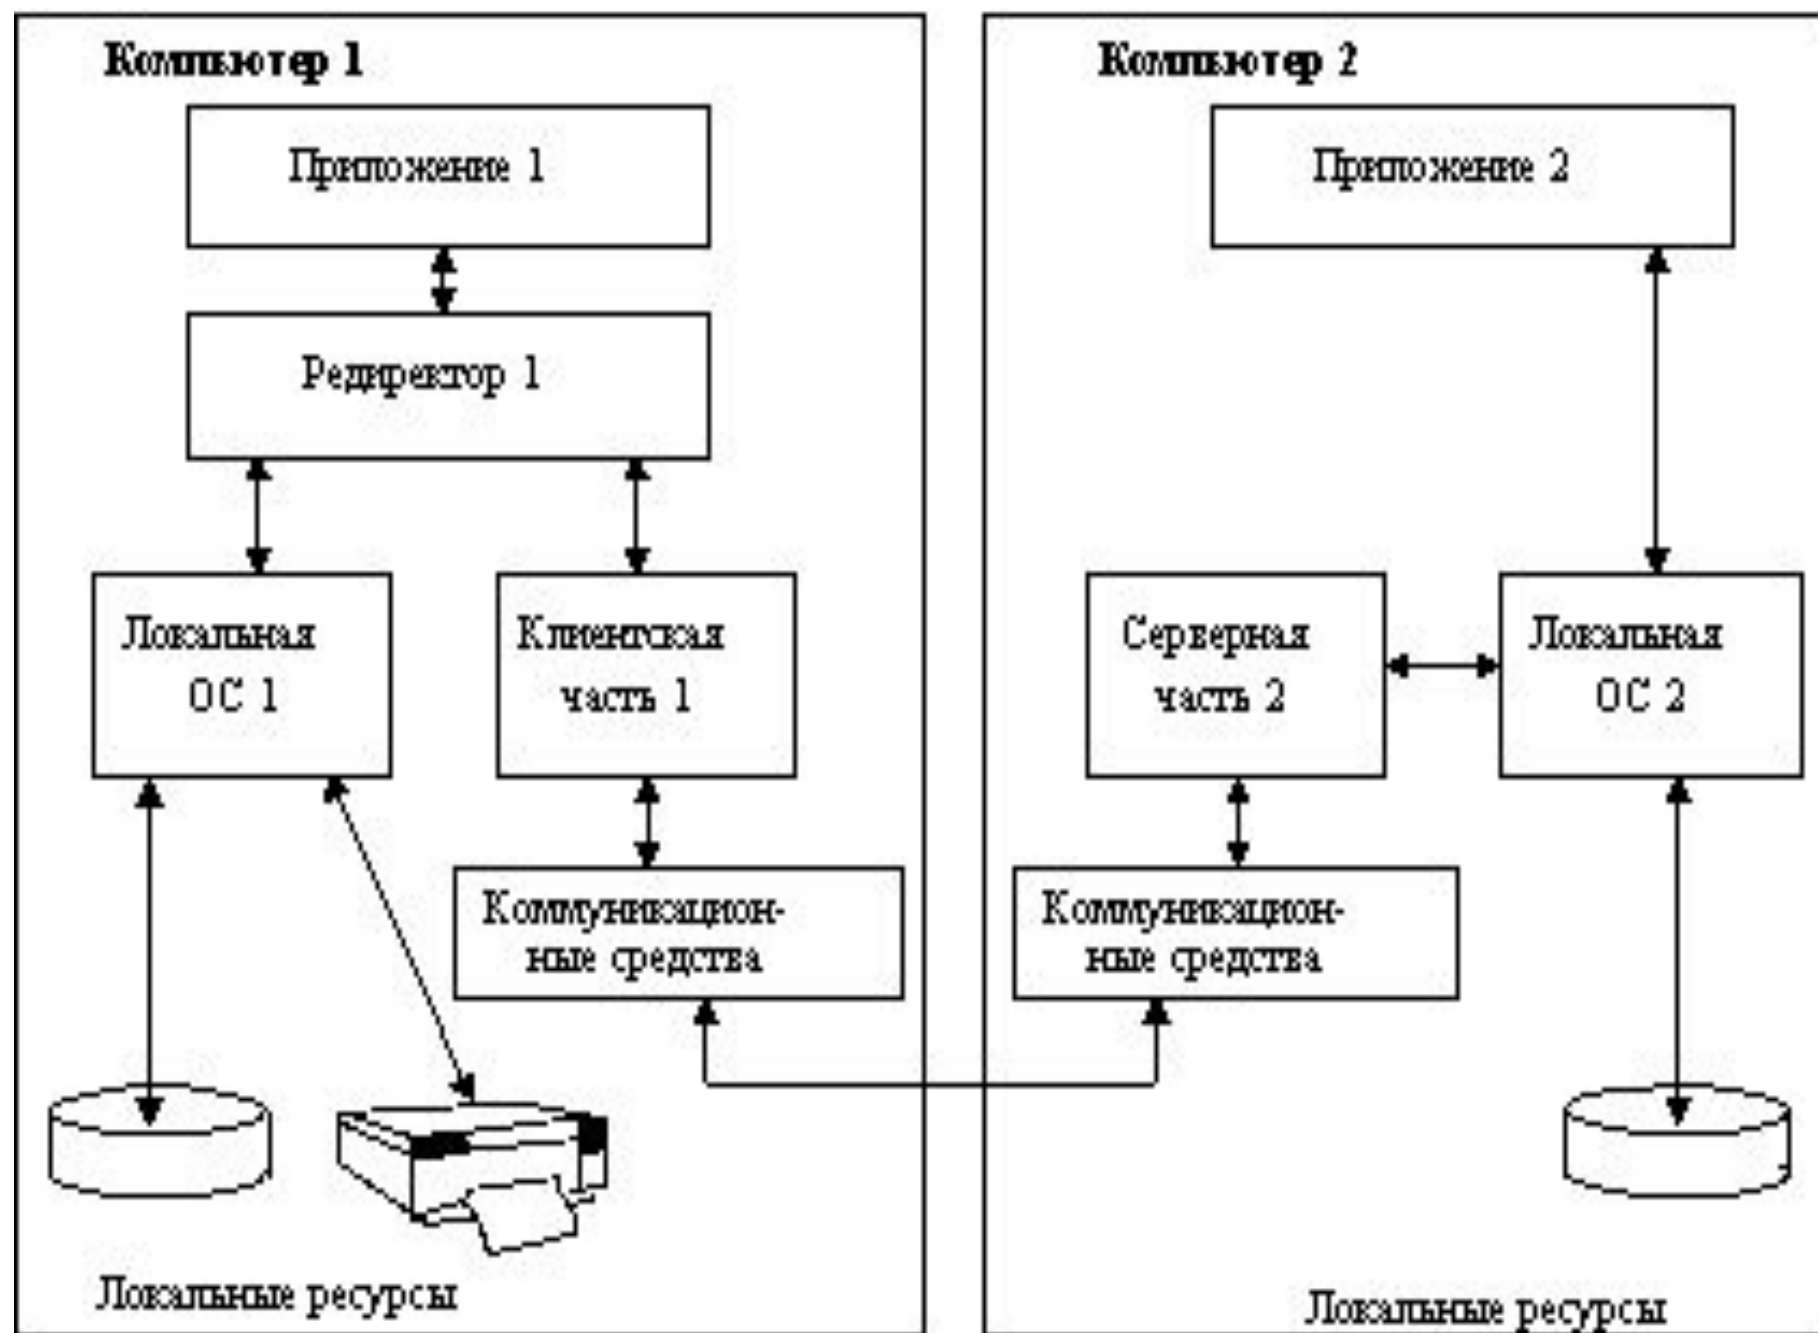 Компьютер 1
Приложение 1
Редиректор 1
Локальная
ОС 1
Клиентская
часть 1
Коммуникацион-
ные средства
Локальные ресурсы
Компьютер 2
Приложение 2
Серверная
часть 2
Локальная
ОС 2
Коммуникацион-
ные средства
Локальные ресурсы